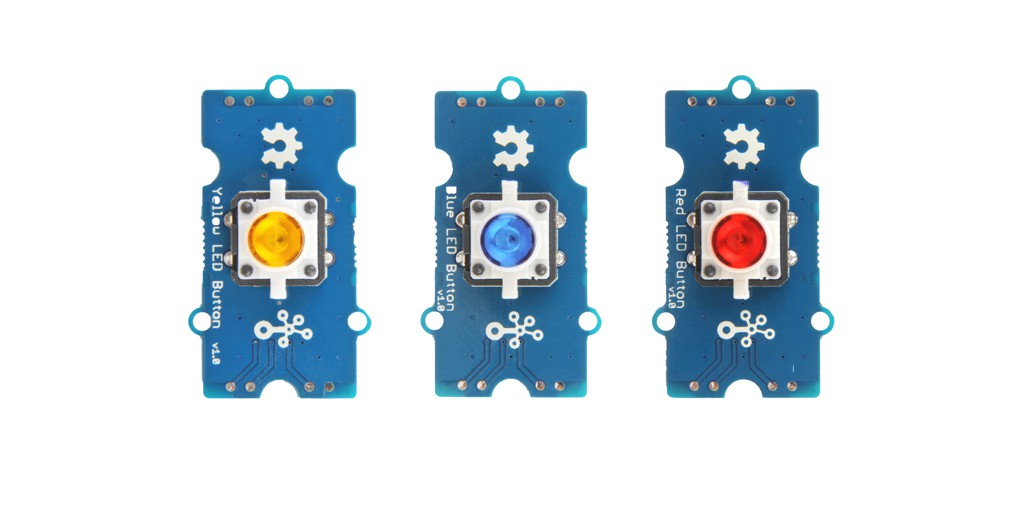 Yellow LED Button v1.0
Blue LED Button
v1.0
Red LED Button
v1.0